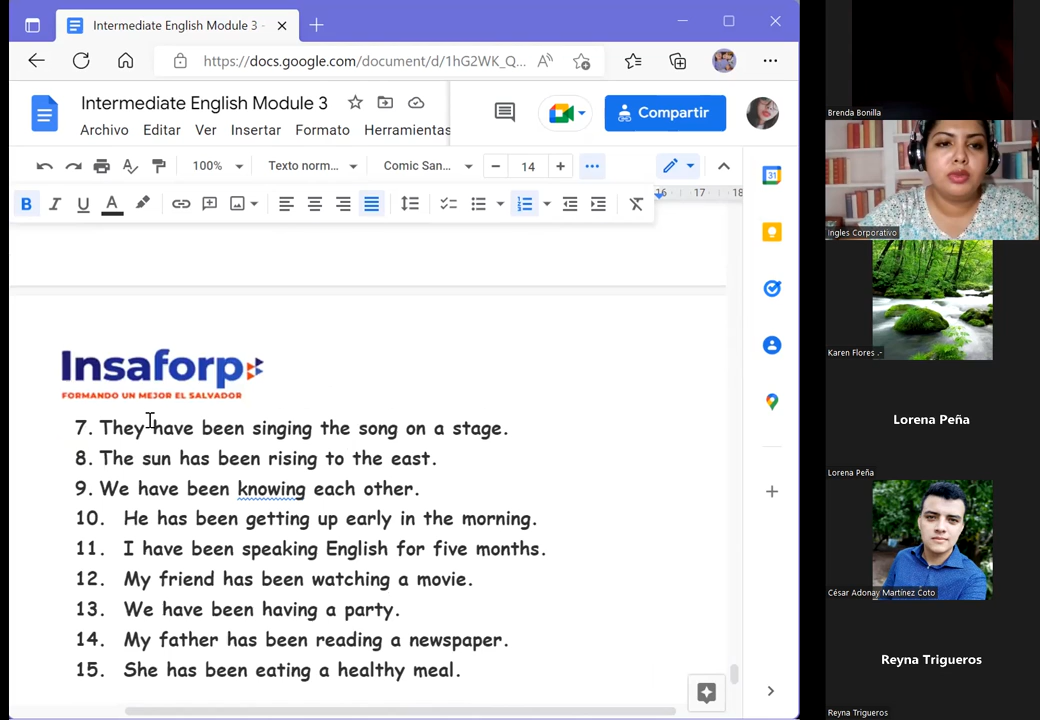 Intermediate English Module 3 -
https://docs.google.com/document/d/1hG2WK_Q...
Intermediate English Module 3
Compartir
Archivo Editar Ver Insertar Formato Herramientas
100% Texto norm... Comic San... 14
16 17 18
Insaforp
FORMANDO UN MEJOR EL SALVADOR
7. They have been singing the song on a stage.
8. The sun has been rising to the east.
9. We have been knowing each other.
10. He has been getting up early in the morning.
11. I have been speaking English for five months.
12. My friend has been watching a movie.
13. We have been having a party.
14. My father has been reading a newspaper.
15. She has been eating a healthy meal.
31
Brenda Bonilla
Ingles Corporativo
Karen Flores .-
Lorena Peña
Lorena Peña
César Adonay Martínez Coto
Reyna Trigueros
Reyna Trigueros